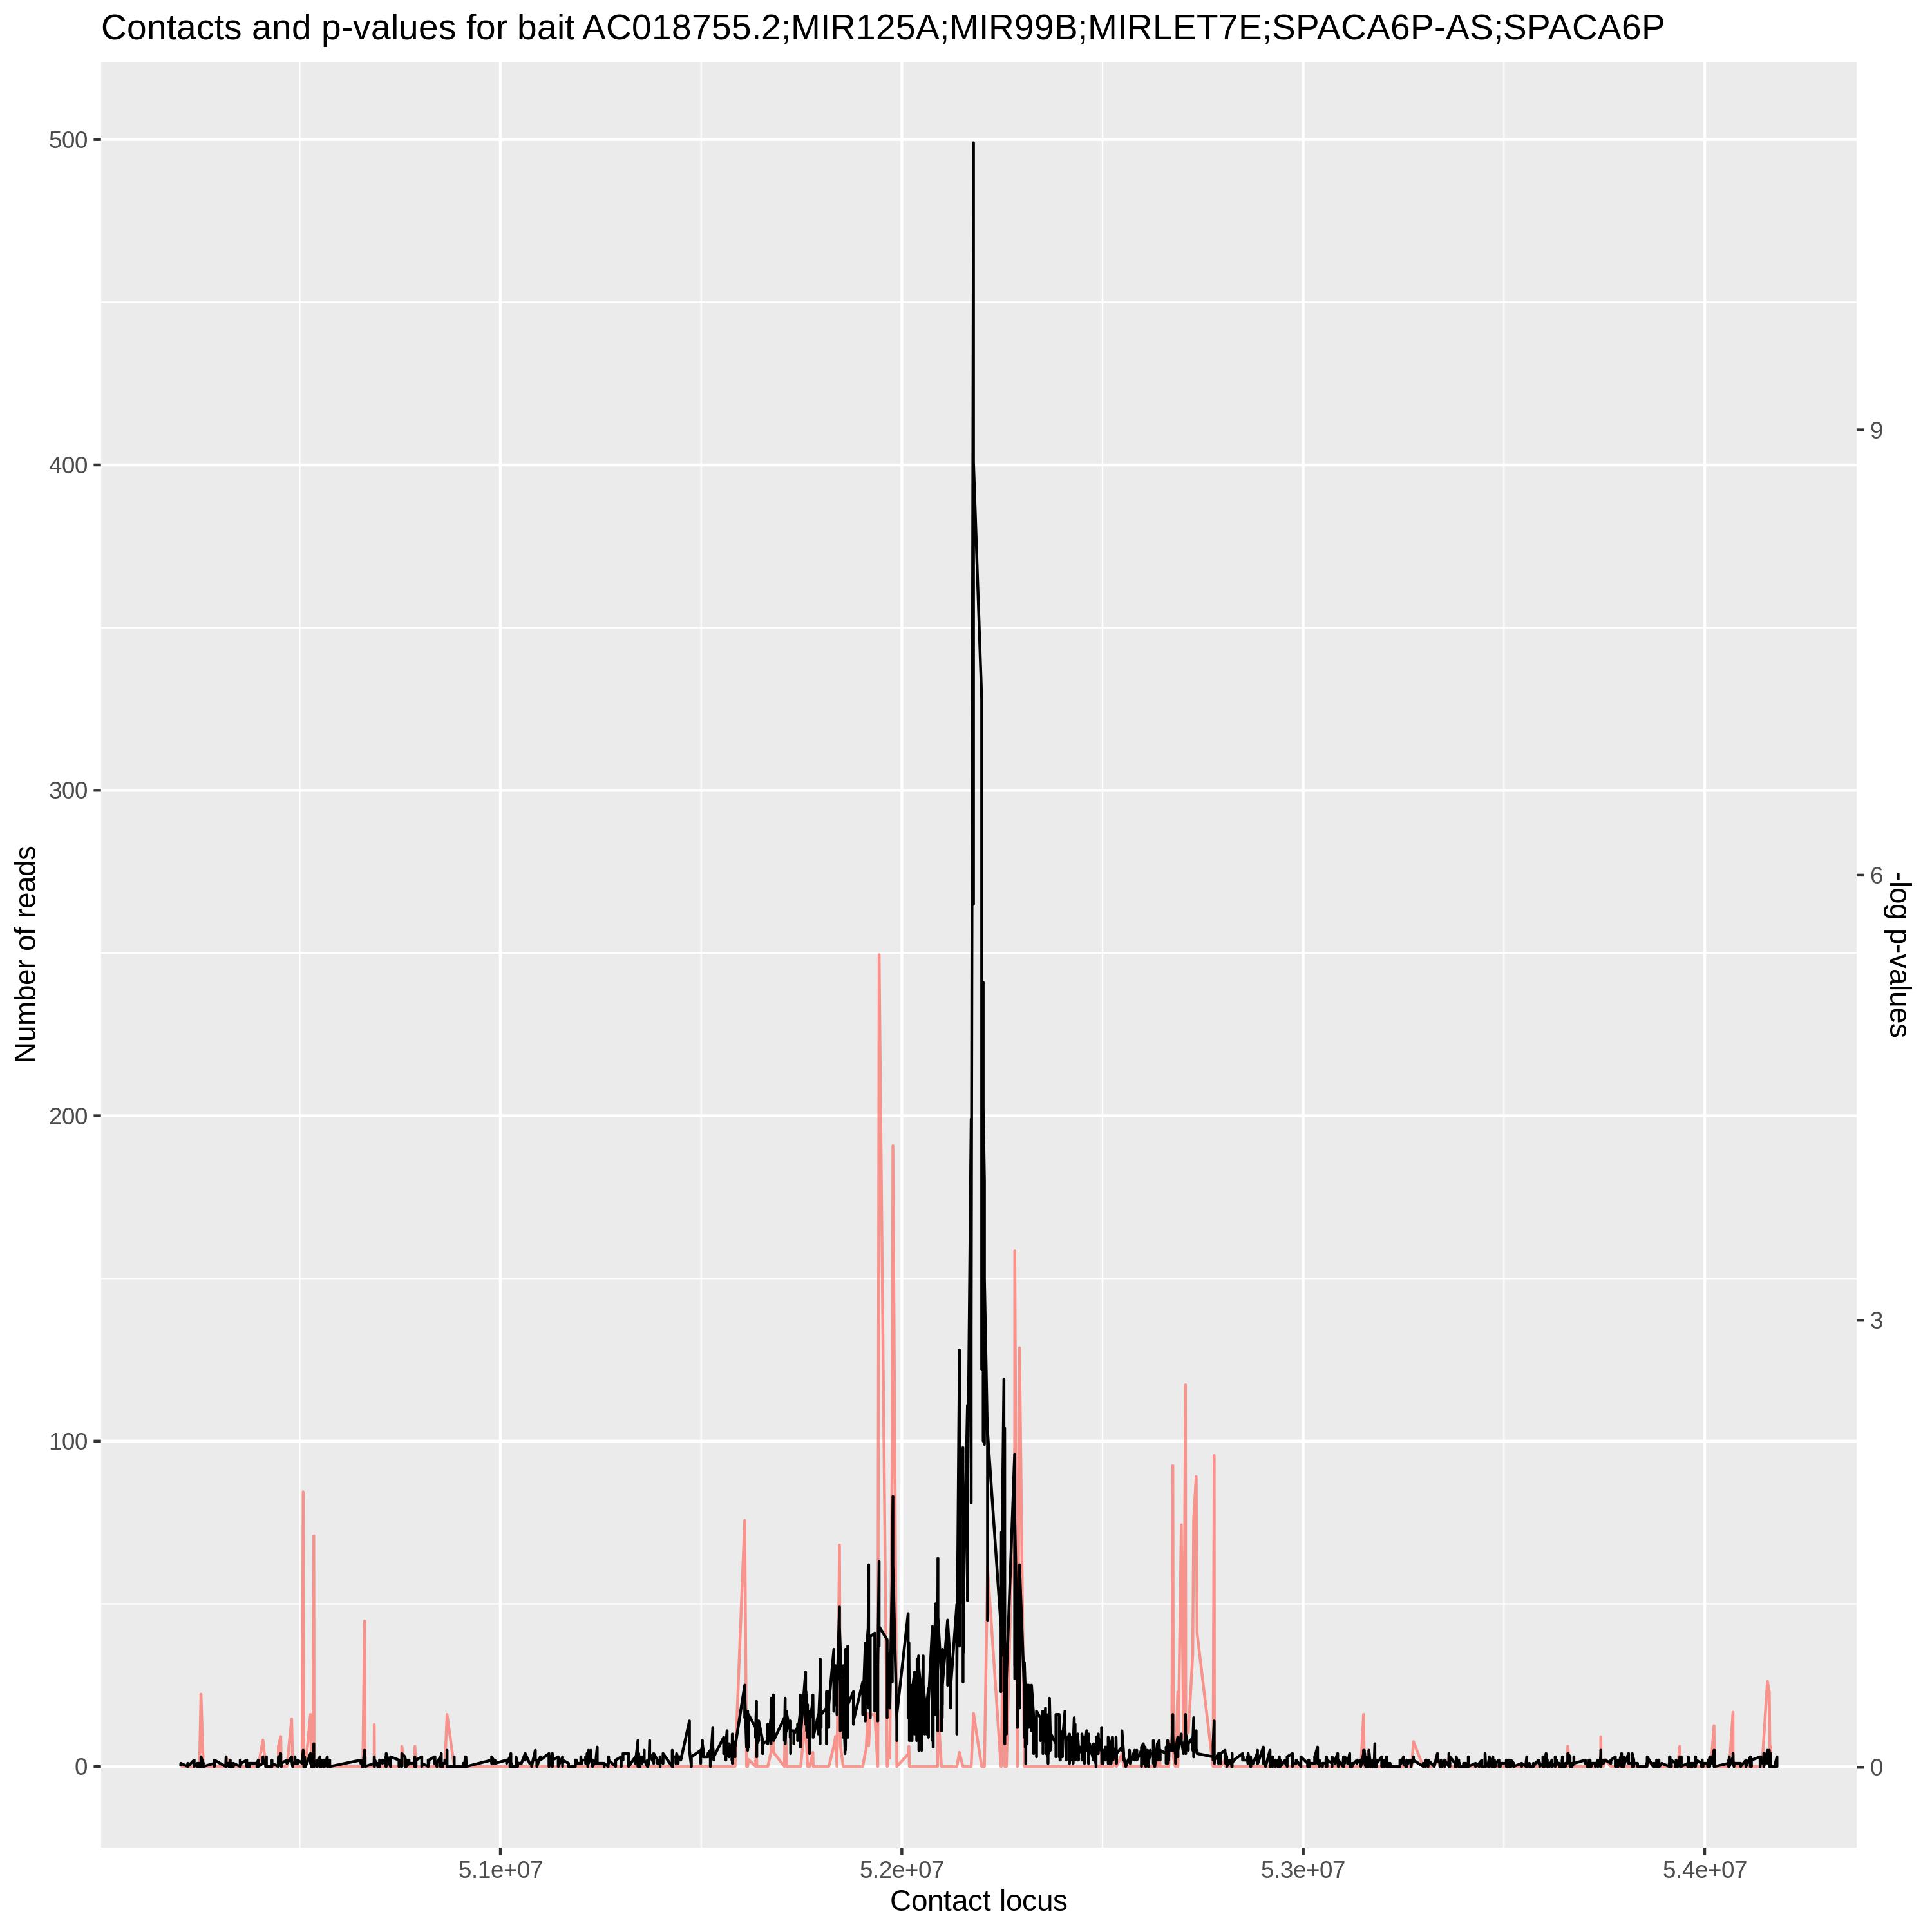 Contacts and p-values for bait AC018755.2;MIR125A;MIR99B;MIRLET7E;SPACA6P-AS;SPACA6P
500
400
300
200
100
0
Number of reads
9
6
3
0
-log p-values
5.1e+07 5.2e+07 5.3e+07 5.4e+07
Contact locus